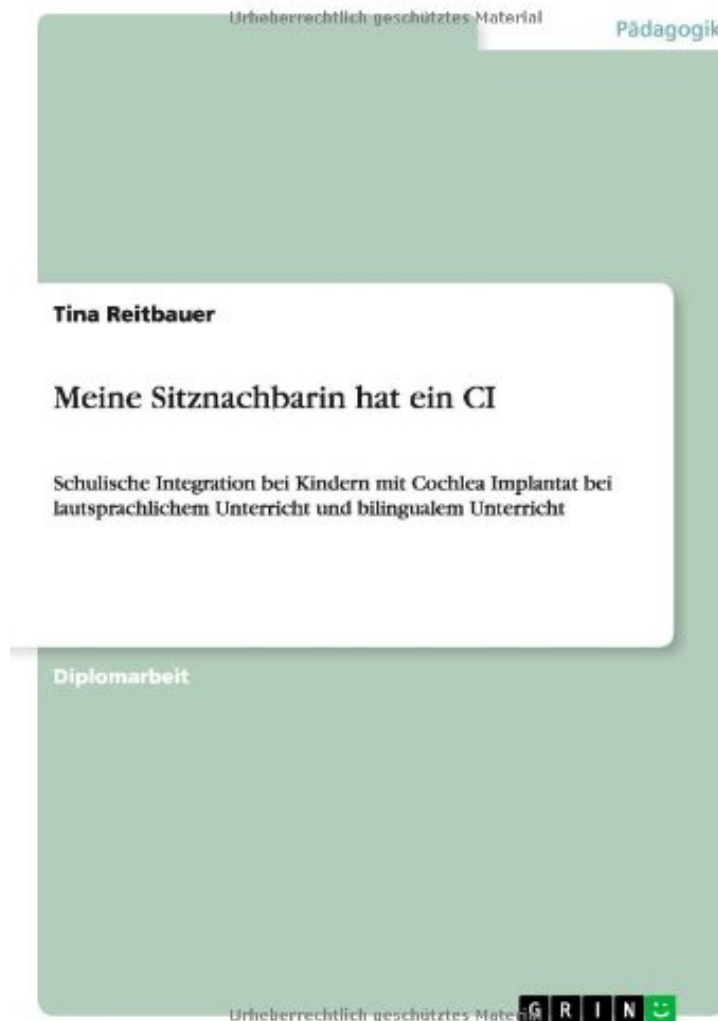 Urheberrechtlich geschütztes Material
Pädagogik
Tina Reitbauer
Meine Sitznachbarin hat ein CI
Schulische Integration bei Kindern mit Cochlea Implantat bei
lautsprachlichem Unterricht und bilingualem Unterricht
Diplomarbeit
Urheberrechtlich geschütztes Material
GRIN